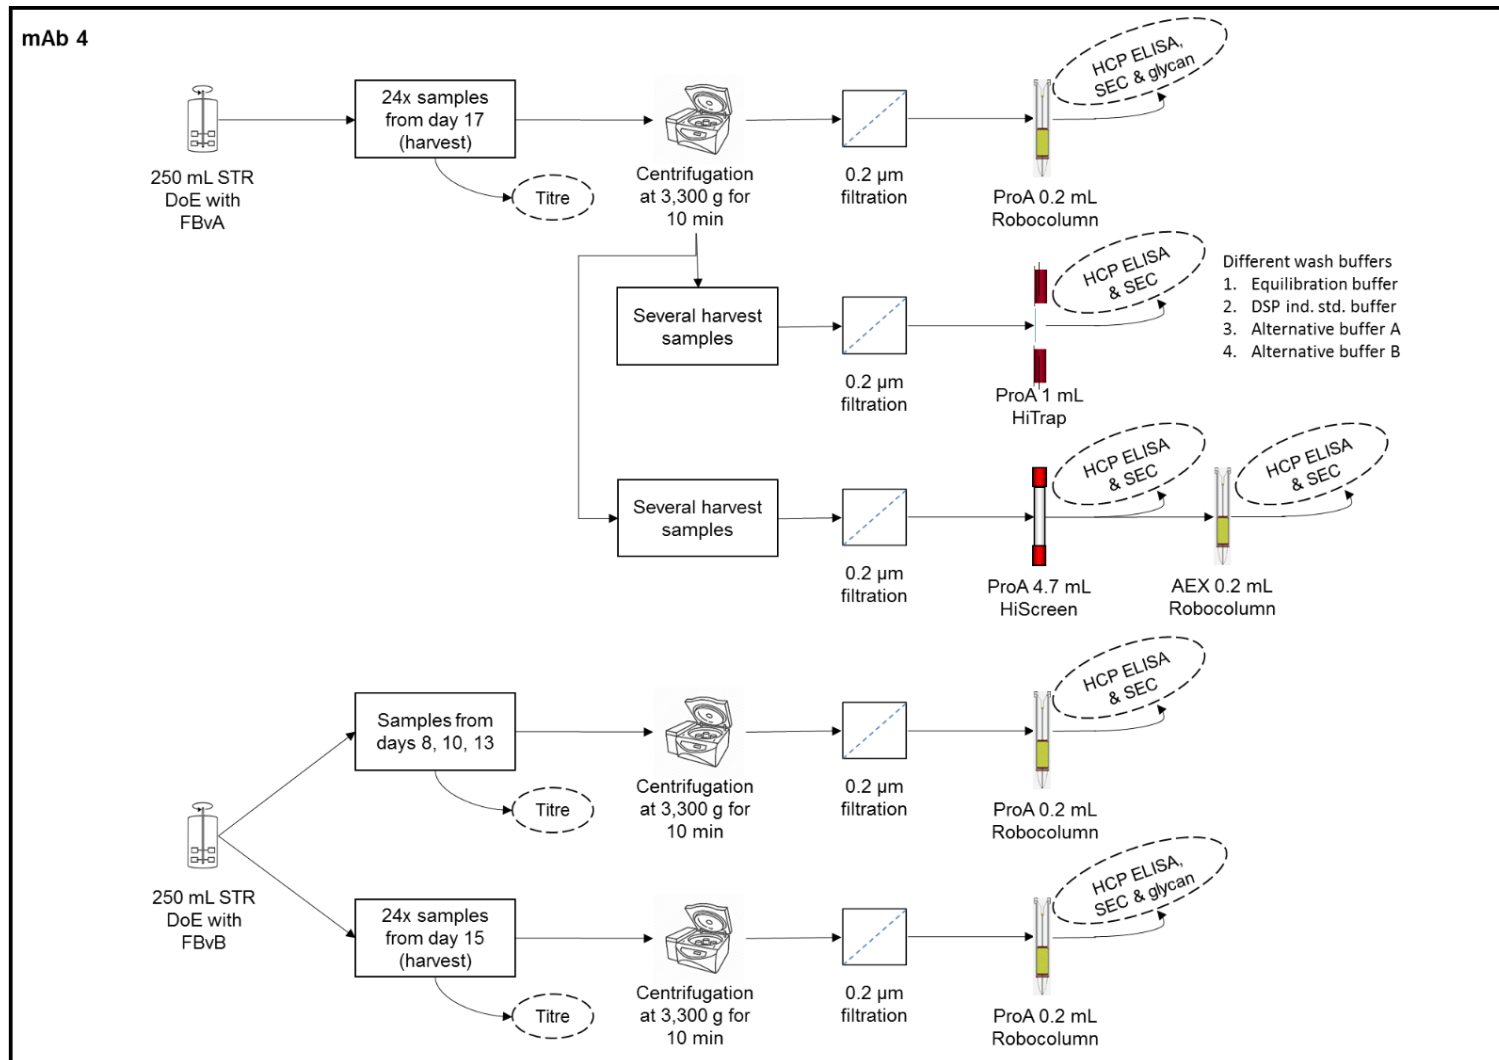 mAb 4
250 mL STR
DoE with
FBvA
24x samples
from day 17
(harvest)
Titre
Centrifugation
at 3,300 g for
10 min
0.2 µm
filtration
ProA 0.2 mL
Robocolumn
HCP ELISA,
SEC & glycan
Several harvest
samples
0.2 µm
filtration
ProA 1 mL
HiTrap
HCP ELISA
& SEC
Different wash buffers
1. Equilibration buffer
2. DSP ind. std. buffer
3. Alternative buffer A
4. Alternative buffer B
Several harvest
samples
0.2 µm
filtration
ProA 4.7 mL
HiScreen
HCP ELISA
& SEC
AEX 0.2 mL
Robocolumn
HCP ELISA
& SEC
250 mL STR
DoE with
FBvB
Samples from
days 8, 10, 13
Titre
Centrifugation
at 3,300 g for
10 min
0.2 µm
filtration
ProA 0.2 mL
Robocolumn
HCP ELISA
& SEC
24x samples
from day 15
(harvest)
Titre
Centrifugation
at 3,300 g for
10 min
0.2 µm
filtration
ProA 0.2 mL
Robocolumn
HCP ELISA,
SEC & glycan